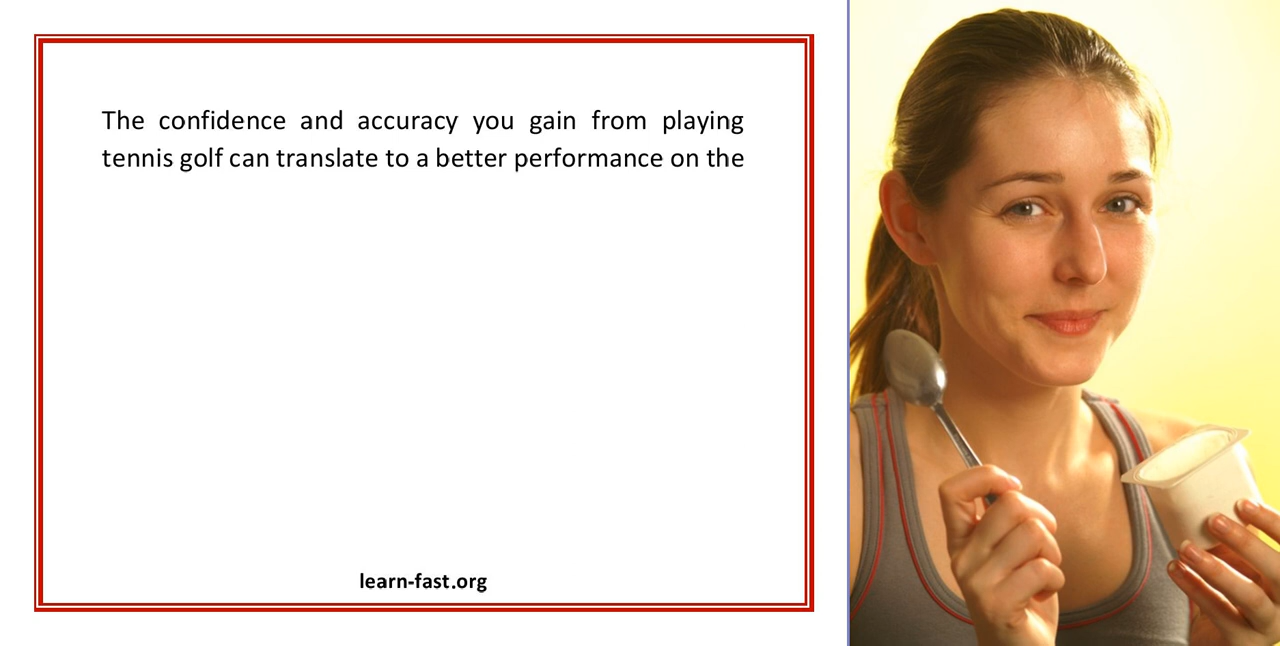 The confidence and accuracy you gain from playing
tennis golf can translate to a better performance on the
learn-fast.org